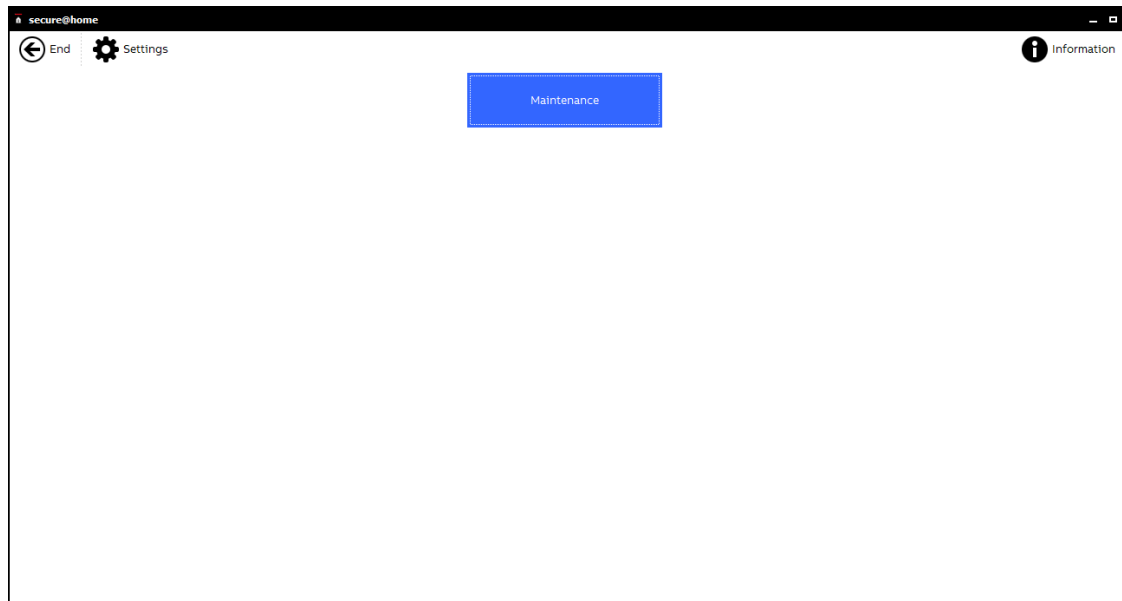 secure@home
End
Settings
Information
Maintenance